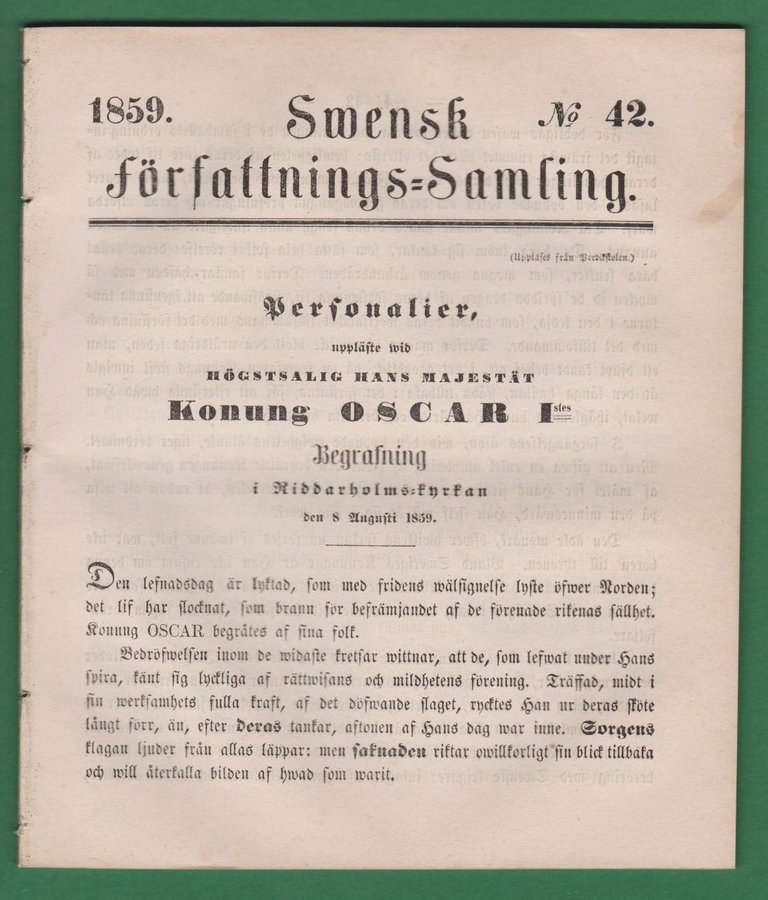 1859. Swensk № 42.
Författnings-Samling.
(Uppläses från Predikstolen.)
Personalier,
uppläste wid
HÖGSTSALIG HANS MAJESTÄT
Konung OSCAR I stes
Begrafning
i Riddarholms-kyrkan
den 8 Augusti 1859.
Den lefnadsdag är lyktad, som med fridens wälsignelse lyste öfwer Norden;
det lif har slocknat, som brann för befrämjandet af de förenade rikenas sällhet.
Konung OSCAR begråtes af sina folk.
Bedröfwelsen inom de widaste kretsar wittnar, att de, som lefwat under Hans
spira, känt sig lyckliga af rättwisans och mildhetens förening. Träffad, midt i
sin werksamhets fulla kraft, af det döfwande slaget, rycktes Han ur deras sköte
långt förr, än, efter deras tankar, aftonen af Hans dag war inne. Sorgens
klagan ljuder från allas läppar: men saknaden riktar owillkorligt sin blick tillbaka
och will återkalla bilden af hwad som warit.